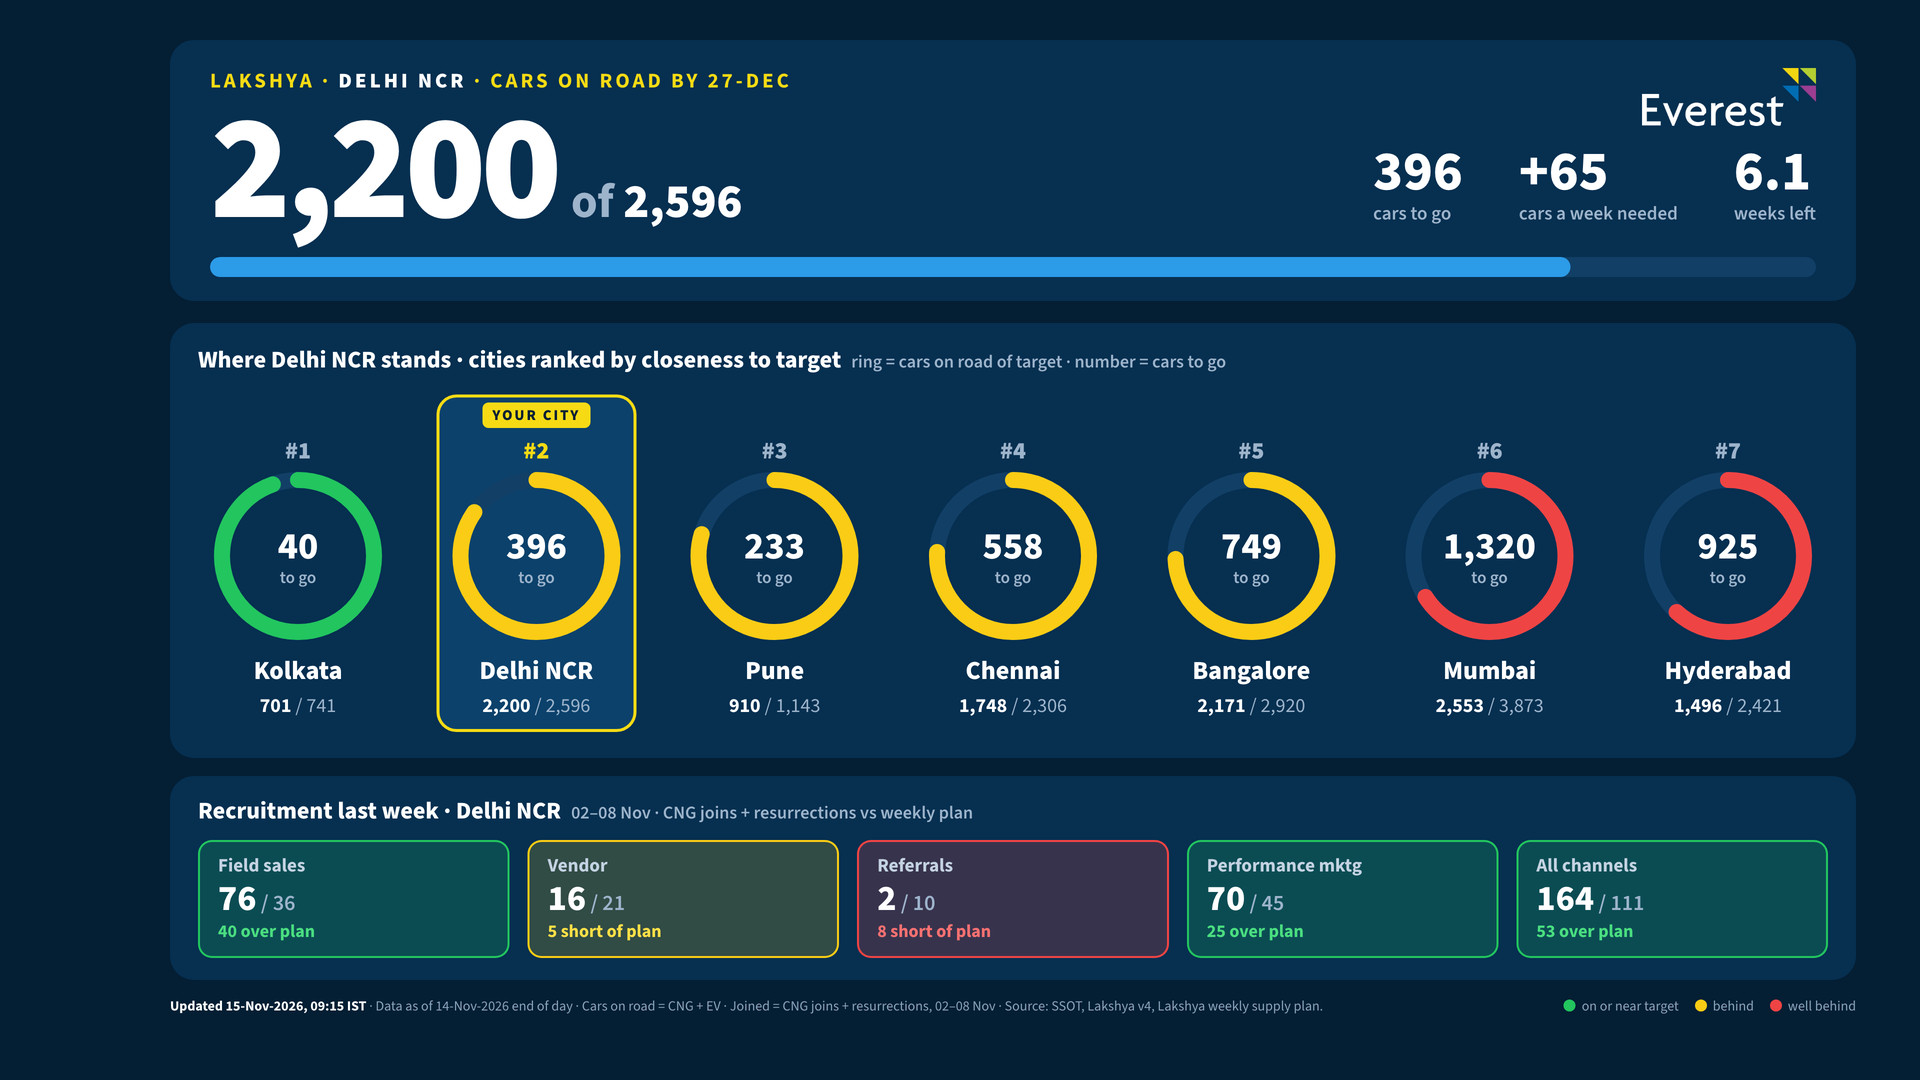 LAKSHYA · DELHI NCR · CARS ON ROAD BY 27-DEC
Everest
2,200 of 2,596
396 cars to go
+65 cars a week needed
6.1 weeks left
Where Delhi NCR stands · cities ranked by closeness to target ring = cars on road of target · number = cars to go
YOUR CITY
#1 #2 #3 #4 #5 #6 #7
40 396 233 558 749 1,320 925
to go to go to go to go to go to go to go
Kolkata Delhi NCR Pune Chennai Bangalore Mumbai Hyderabad
701 / 741 2,200 / 2,596 910 / 1,143 1,748 / 2,306 2,171 / 2,920 2,553 / 3,873 1,496 / 2,421
Recruitment last week · Delhi NCR 02–08 Nov · CNG joins + resurrections vs weekly plan
Field sales
76 / 36
40 over plan
Vendor
16 / 21
5 short of plan
Referrals
2 / 10
8 short of plan
Performance mktg
70 / 45
25 over plan
All channels
164 / 111
53 over plan
Updated 15-Nov-2026, 09:15 IST · Data as of 14-Nov-2026 end of day · Cars on road = CNG + EV · Joined = CNG joins + resurrections, 02–08 Nov · Source: SSOT, Lakshya v4, Lakshya weekly supply plan.
on or near target behind well behind